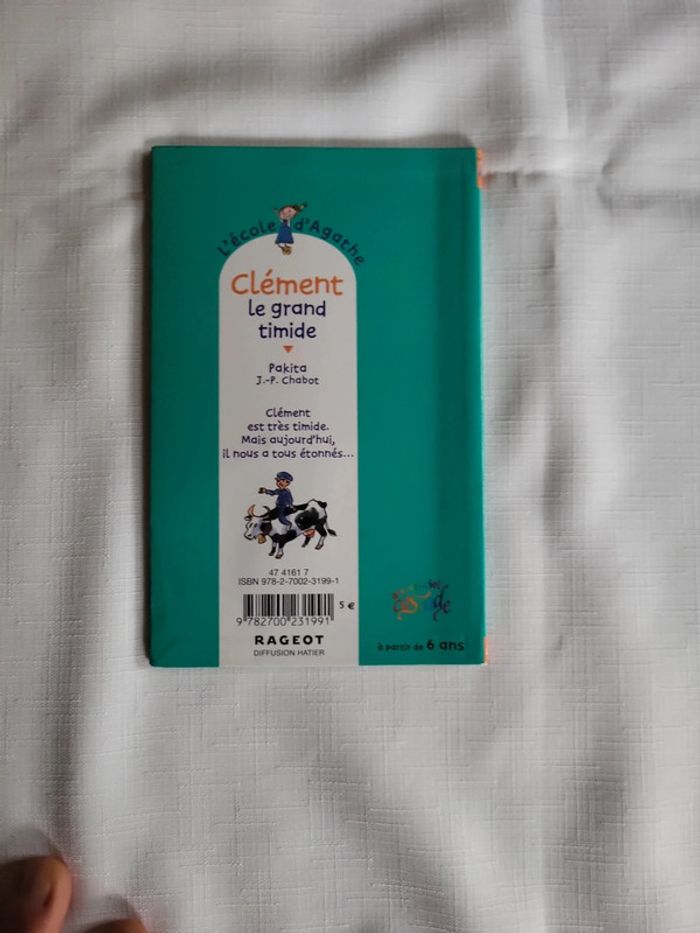 L'école d'Agathe
Clément
le grand
timide
Pakita
J.-P. Chabot
Clément
est très timide.
Mais aujourd'hui,
il nous a tous étonnés...
47 4161 7
ISBN 978-2-7002-3199-1
9 782700 231991
5 €
RAGEOT
DIFFUSION HATIER
à partir de 6 ans